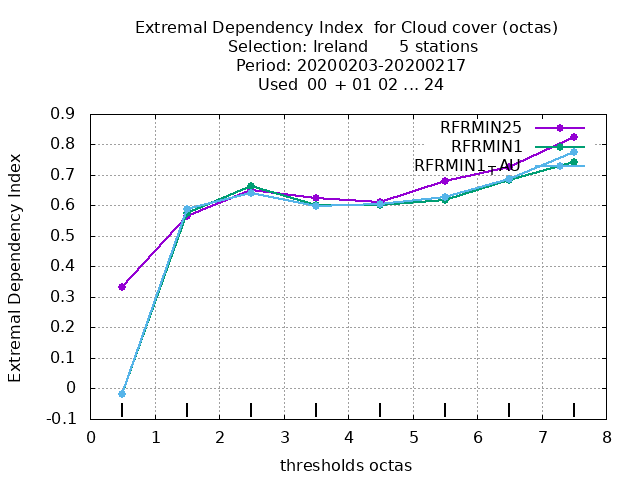 Extremal Dependency Index  for Cloud cover (octas)
Selection: Ireland      5 stations
Period: 20200203-20200217
Used  00  + 01 02 ... 24
0.9
0.8
0.7
0.6
0.5
0.4
0.3
0.2
0.1
0
-0.1
Extremal Dependency Index
RFRMIN25
RFRMIN1
RFRMIN1+AU
0 1 2 3 4 5 6 7 8
thresholds octas